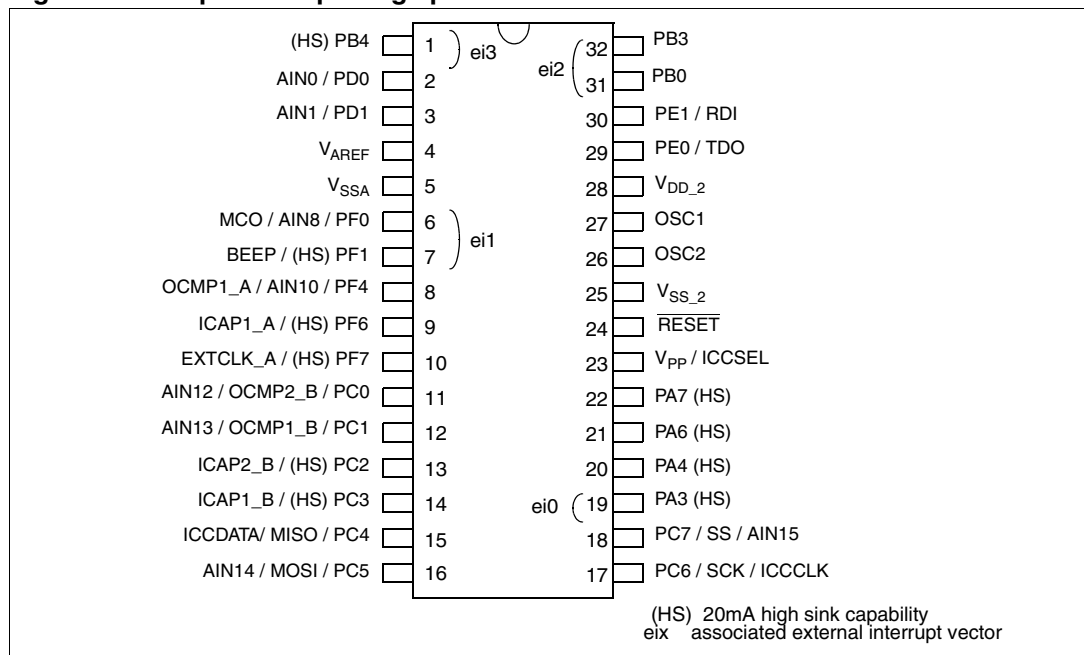 (HS) PB4
AIN0 / PD0
AIN1 / PD1
VAREF
VSSA
MCO / AIN8 / PF0
BEEP / (HS) PF1
OCMP1_A / AIN10 / PF4
ICAP1_A / (HS) PF6
EXTCLK_A / (HS) PF7
AIN12 / OCMP2_B / PC0
AIN13 / OCMP1_B / PC1
ICAP2_B / (HS) PC2
ICAP1_B / (HS) PC3
ICCDATA/ MISO / PC4
AIN14 / MOSI / PC5
1
2
3
4
5
6
7
8
9
10
11
12
13
14
15
16
ei3
ei1
ei2
ei0
32
31
30
29
28
27
26
25
24
23
22
21
20
19
18
17
PB3
PB0
PE1 / RDI
PE0 / TDO
VDD_2
OSC1
OSC2
VSS_2
RESET
VPP / ICCSEL
PA7 (HS)
PA6 (HS)
PA4 (HS)
PA3 (HS)
PC7 / SS / AIN15
PC6 / SCK / ICCCLK
(HS) 20mA high sink capability
eix associated external interrupt vector